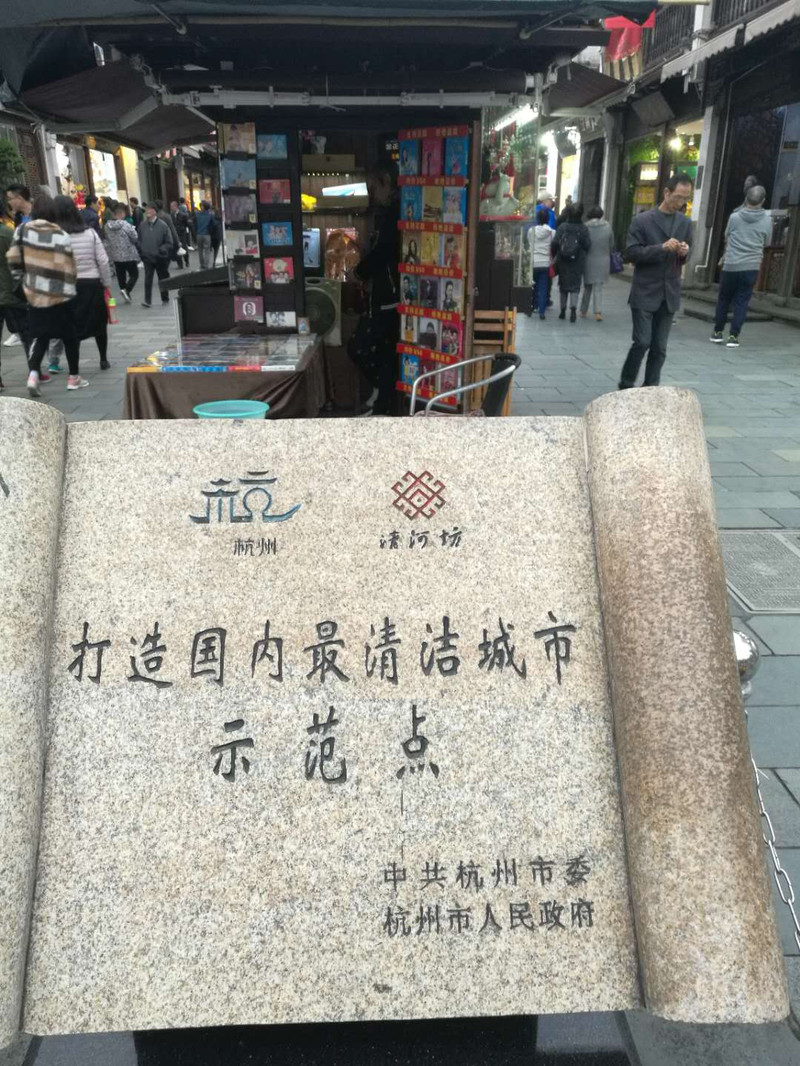 杭
杭州
清河坊
打造国内最清洁城市
示范点
中共杭州市委
杭州市人民政府